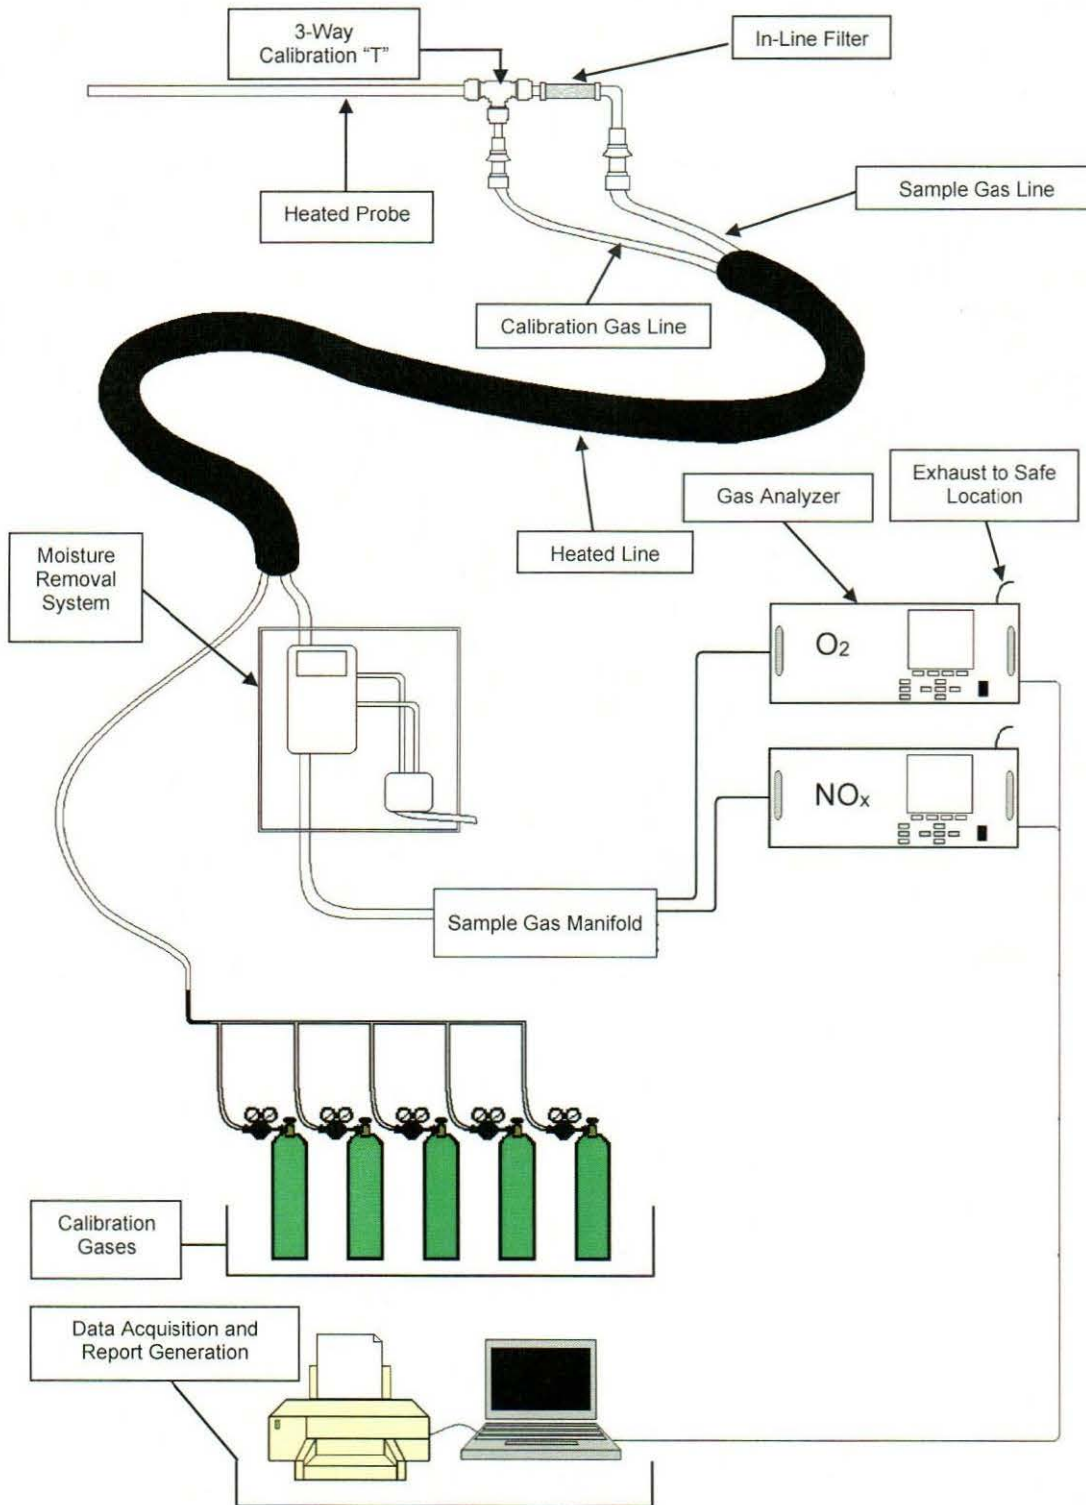 3-Way
Calibration “T”
In-Line Filter
Heated Probe
Sample Gas Line
Calibration Gas Line
Gas Analyzer
Exhaust to Safe
Location
Heated Line
Moisture
Removal
System
O₂
NOₓ
Sample Gas Manifold
Calibration
Gases
Data Acquisition and
Report Generation